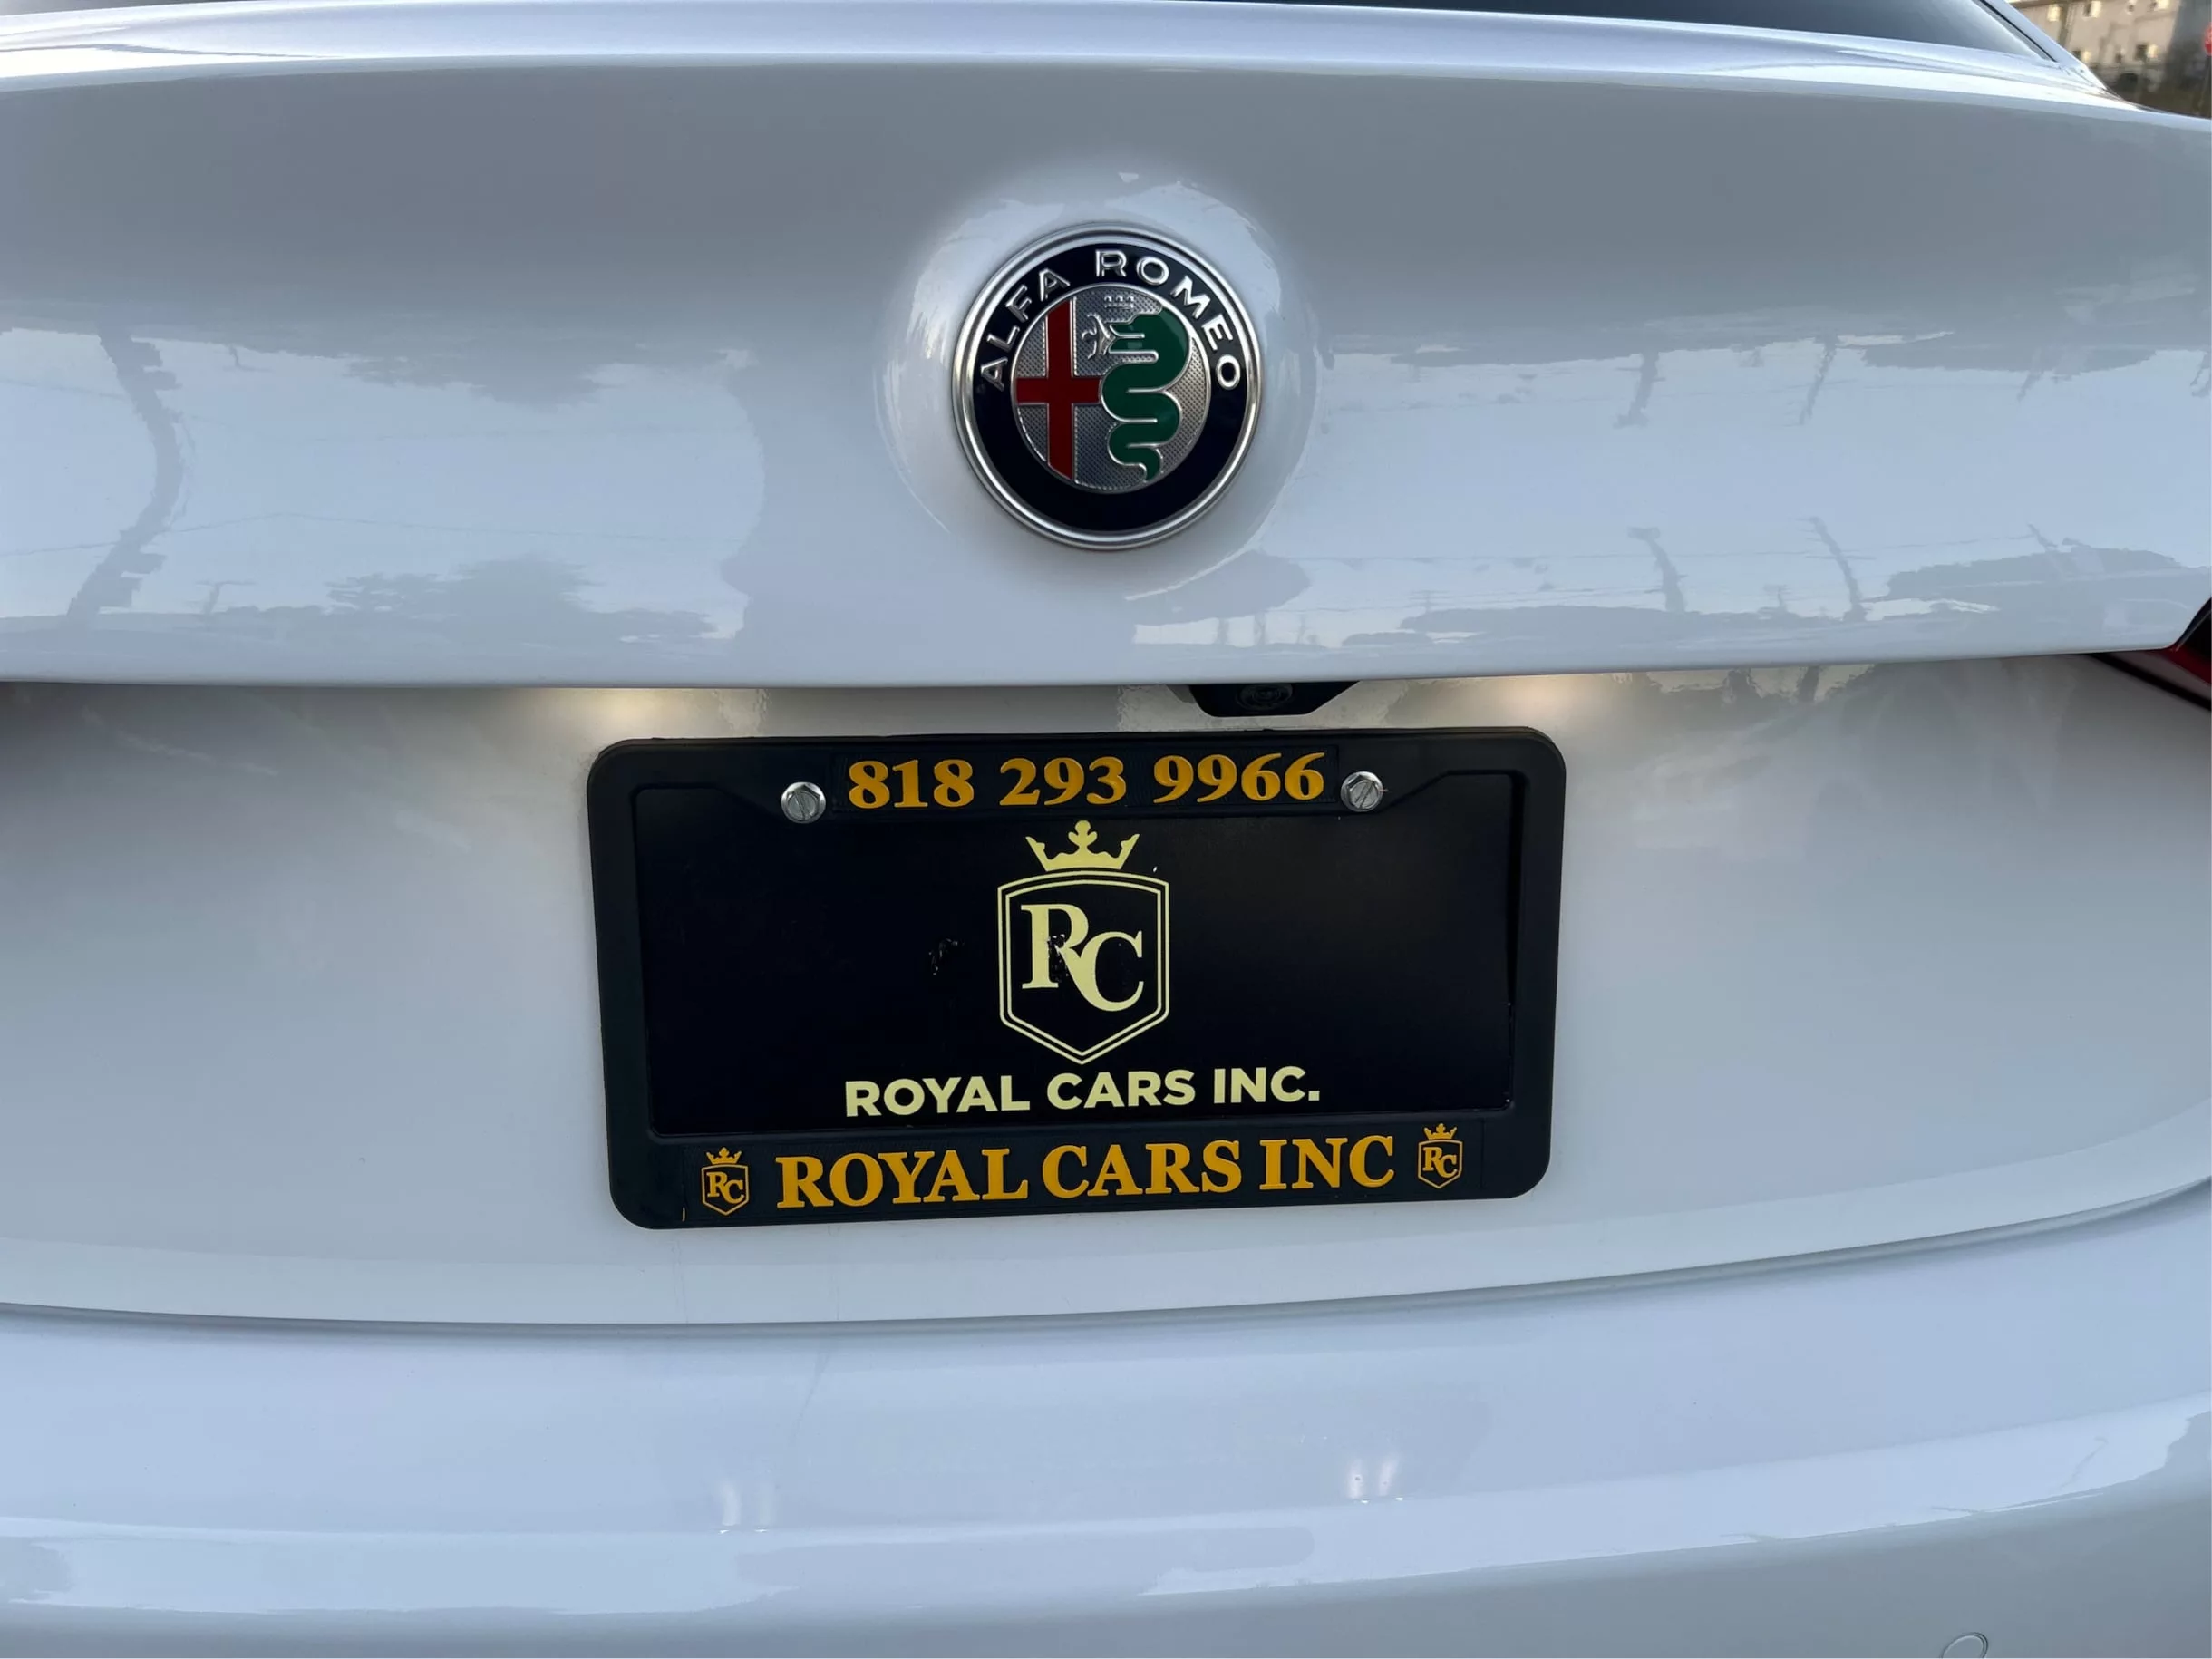 ALFA ROMEO
818 293 9966
RC
ROYAL CARS INC.
RC ROYAL CARS INC RC